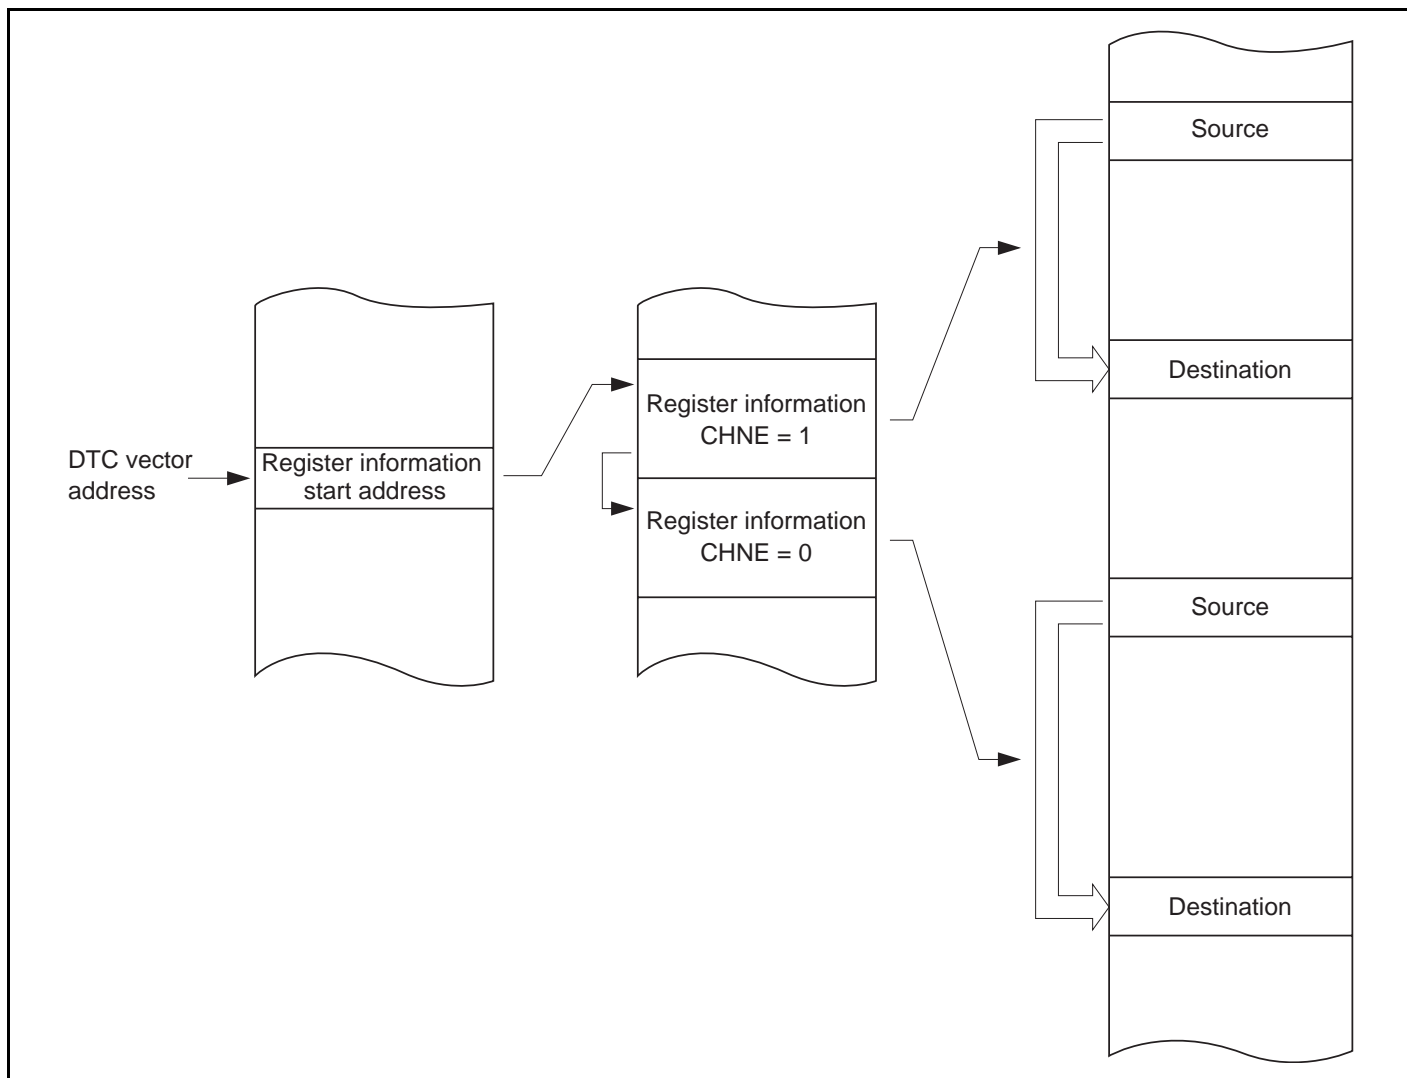 DTC vector
address
Register information
start address
Register information
CHNE = 1
Register information
CHNE = 0
Source
Destination
Source
Destination